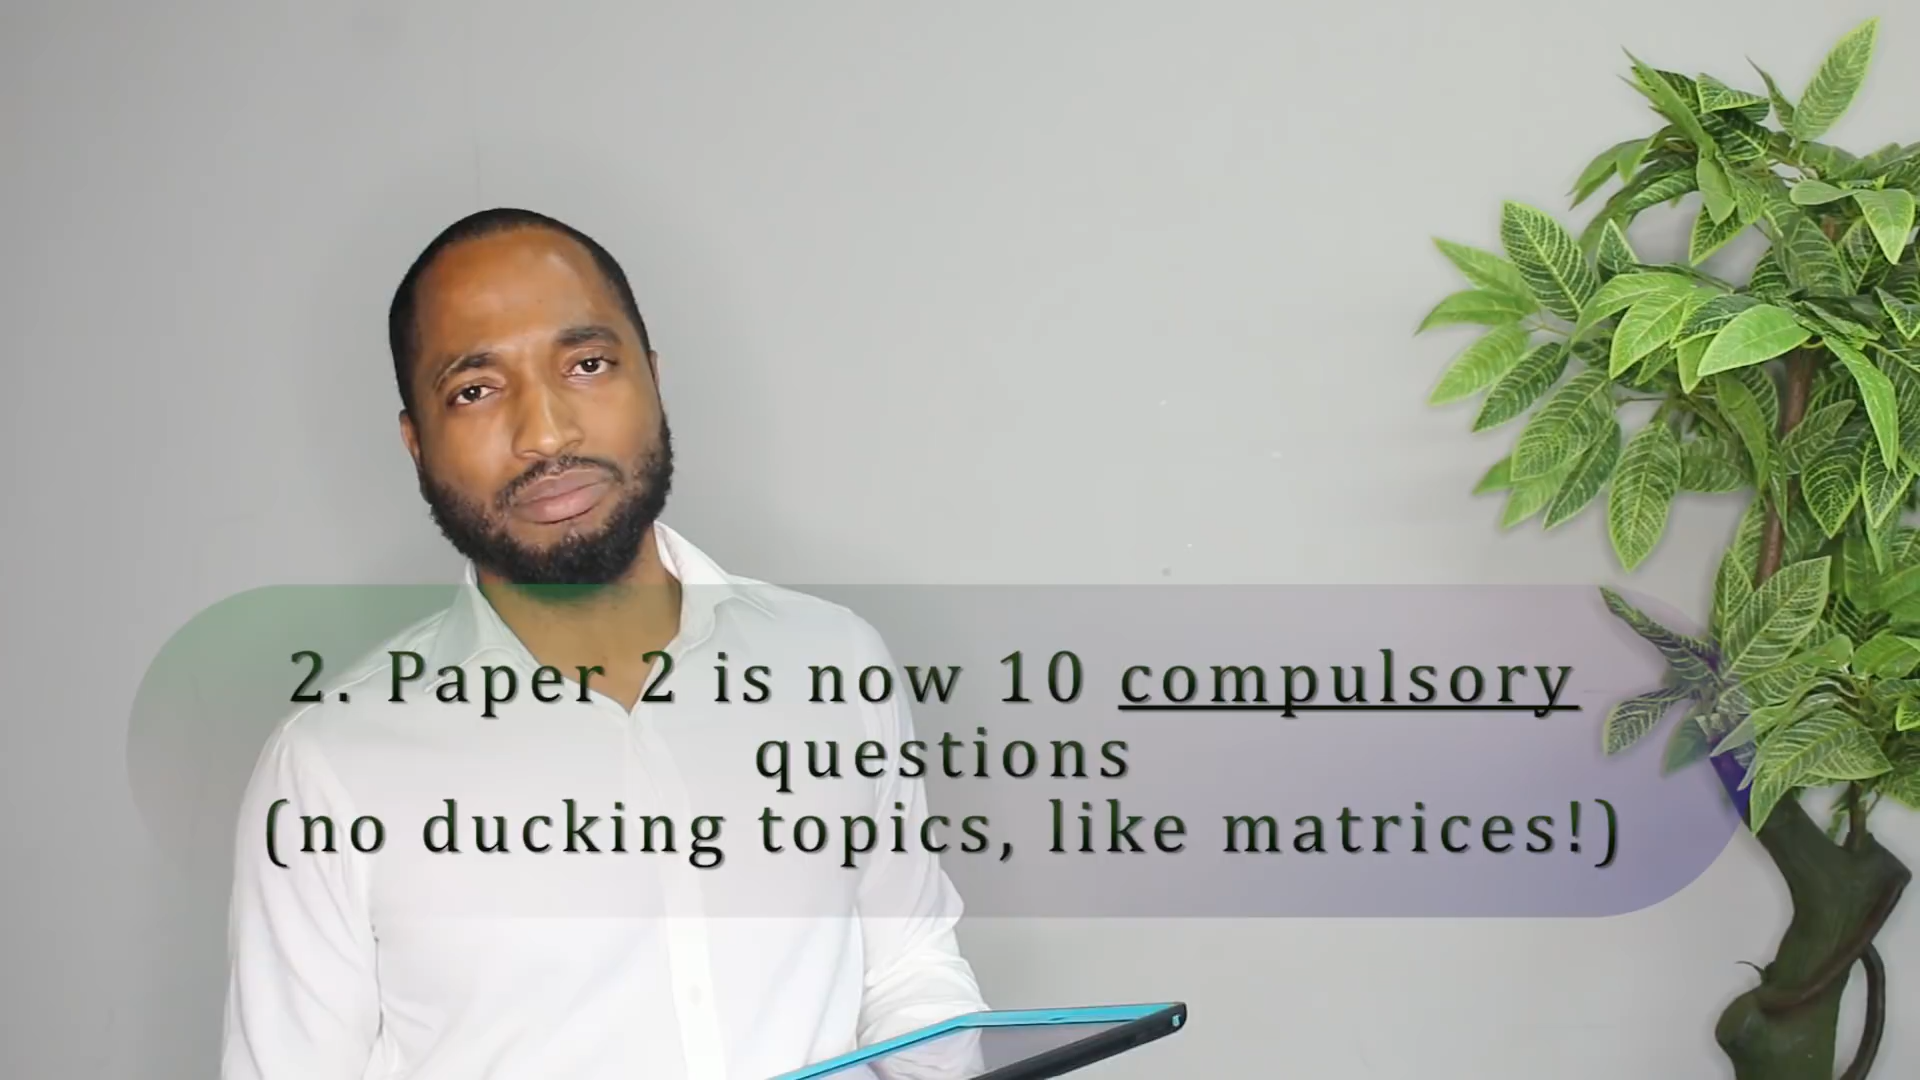 2. Paper 2 is now 10 compulsory
questions
(no ducking topics, like matrices!)